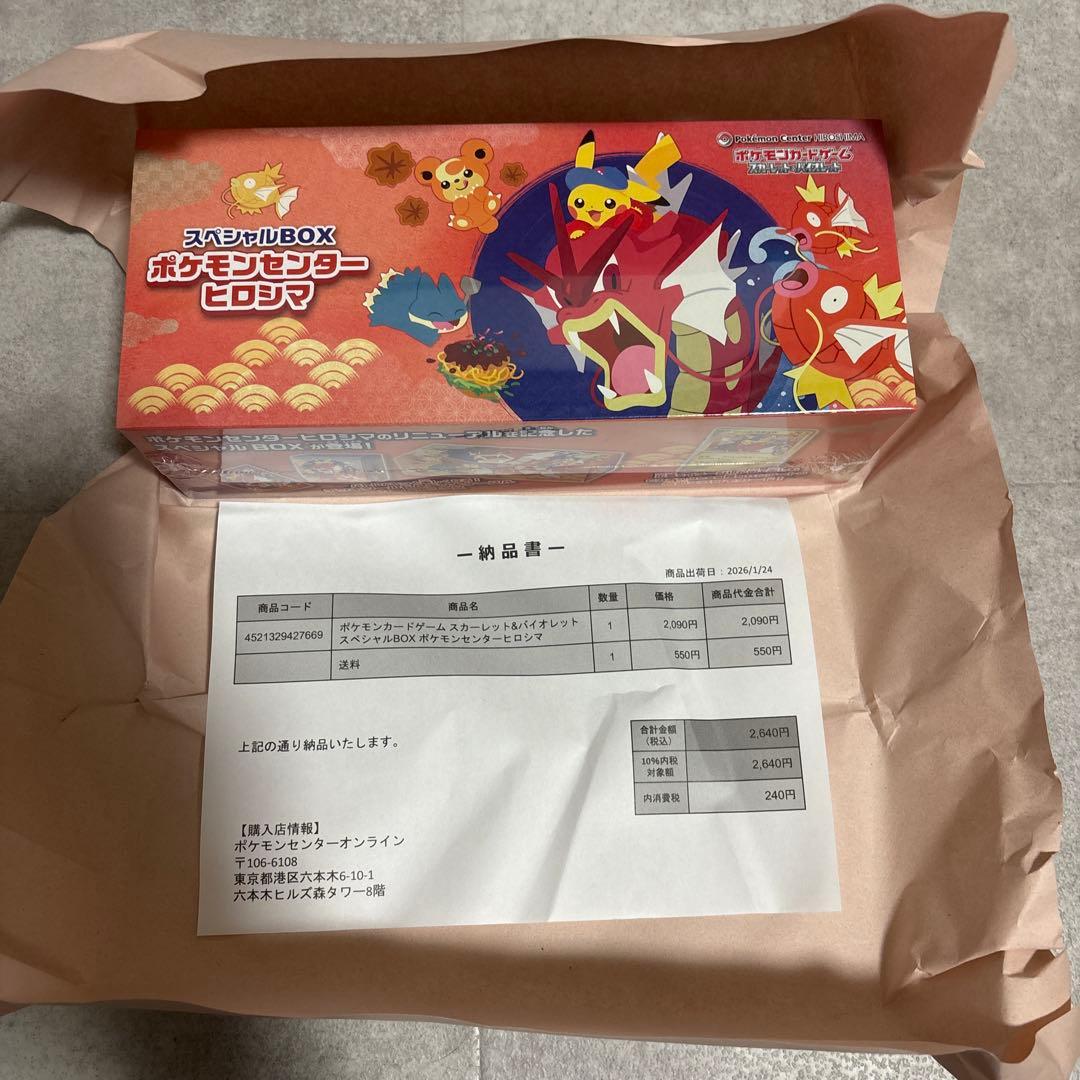 Pokémon Center HIROSHIMA
ポケモンカードゲーム
スカーレット&バイオレット
スペシャルBOX
ポケモンセンター
ヒロシマ
ポケモンセンターヒロシマのリニューアルを記念した
スペシャルBOXが登場!
ー納品書ー
商品出荷日:2026/1/24
商品コード 商品名 数量 価格 商品代金合計
4521329427669 ポケモンカードゲーム スカーレット&バイオレット 1 2,090円 2,090円
スペシャルBOX ポケモンセンターヒロシマ
送料 1 550円 550円
上記の通り納品いたします。
合計金額 2,640円
(税込)
10%内税 2,640円
対象額
内消費税 240円
【購入店情報】
ポケモンセンターオンライン
〒106-6108
東京都港区六本木6-10-1
六本木ヒルズ森タワー8階